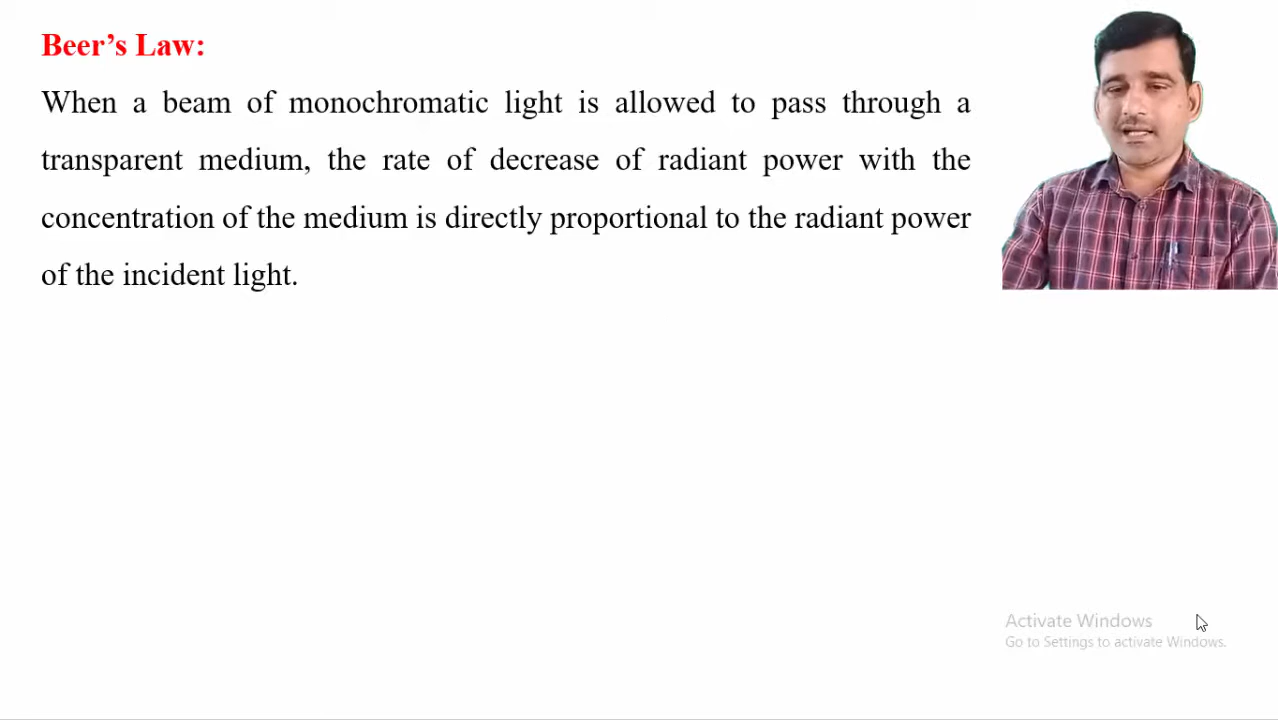 Beer’s Law:
When a beam of monochromatic light is allowed to pass through a
transparent medium, the rate of decrease of radiant power with the
concentration of the medium is directly proportional to the radiant power
of the incident light.
Activate Windows
Go to Settings to activate Windows.